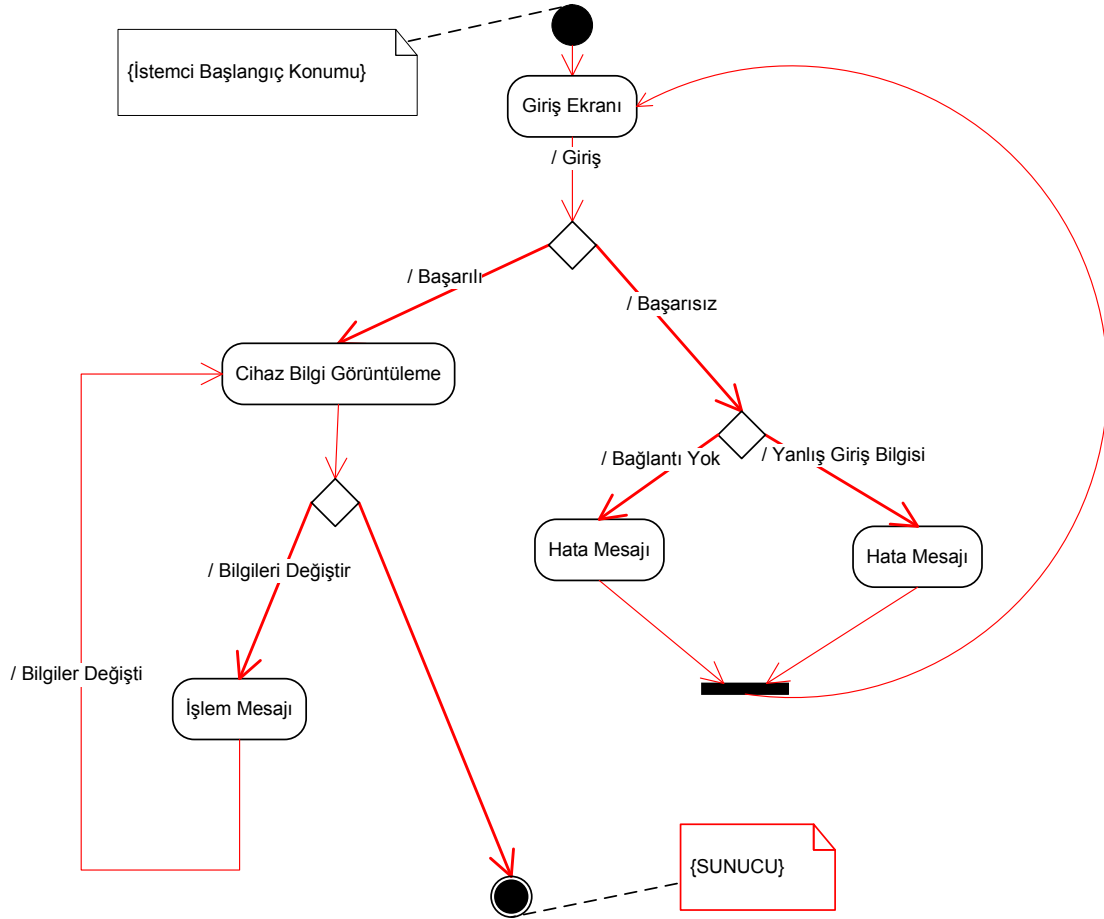 {İstemci Başlangıç Konumu}
Giriş Ekranı
/ Giriş
/ Başarılı
/ Başarısız
Cihaz Bilgi Görüntüleme
/ Bağlantı Yok
/ Yanlış Giriş Bilgisi
Hata Mesajı
Hata Mesajı
/ Bilgileri Değiştir
/ Bilgiler Değişti
İşlem Mesajı
{SUNUCU}